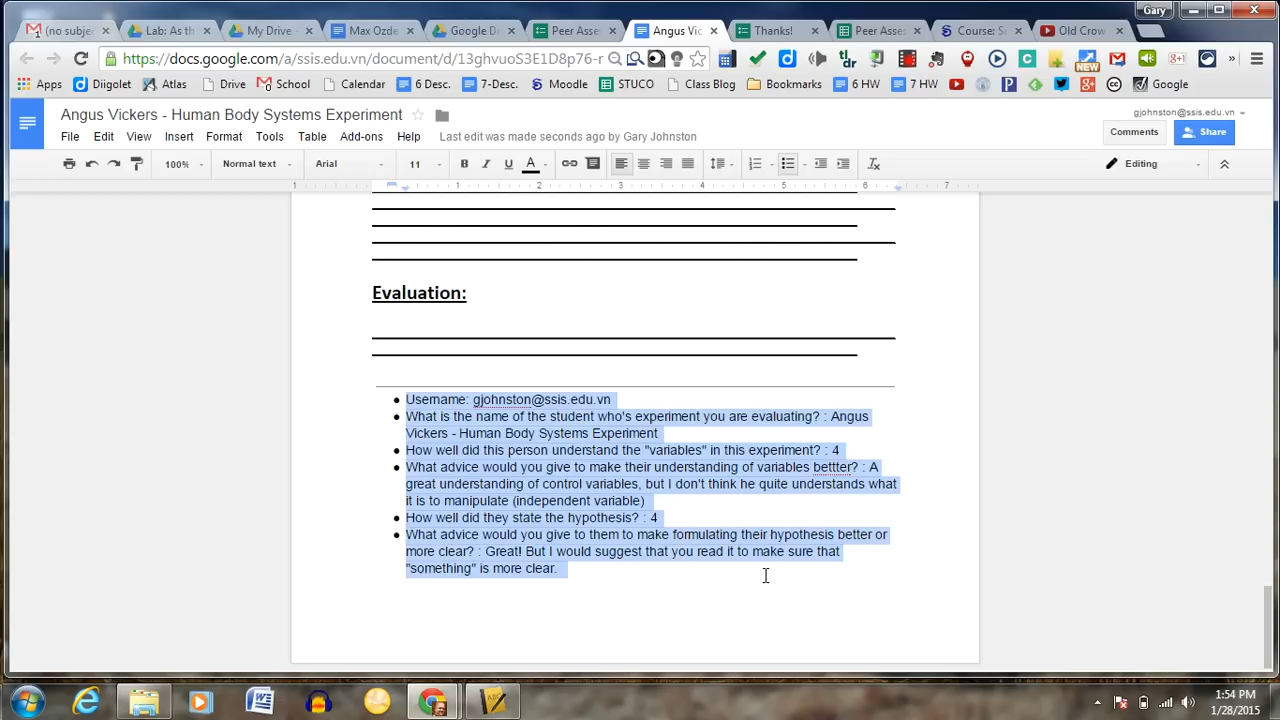 Gary
(no subje
Lab: As th
My Drive -
Max Ozde
Google D
Peer Asse
Angus Vic
Thanks!
Peer Asse
Course: S
Old Crow
https://docs.google.com/a/ssis.edu.vn/document/d/13ghvuoS3E1D8p76-r
Apps
Diigolet
Atlas
Drive
School
Calendar
6 Desc.
7-Desc.
Moodle
STUCO
Class Blog
Bookmarks
6 HW
7 HW
Google
Angus Vickers - Human Body Systems Experiment
gjohnston@ssis.edu.vn
File Edit View Insert Format Tools Table Add-ons Help Last edit was made seconds ago by Gary Johnston
Comments
Share
100%
Normal text
Arial
11
B I U A
Editing
1 1 2 3 4 5 6 7
Evaluation:
Username: gjohnston@ssis.edu.vn
What is the name of the student who's experiment you are evaluating? : Angus
Vickers - Human Body Systems Experiment
How well did this person understand the "variables" in this experiment? : 4
What advice would you give to make their understanding of variables bettter? : A
great understanding of control variables, but I don't think he quite understands what
it is to manipulate (independent variable)
How well did they state the hypothesis? : 4
What advice would you give to them to make formulating their hypothesis better or
more clear? : Great! But I would suggest that you read it to make sure that
"something" is more clear.
1:54 PM
1/28/2015